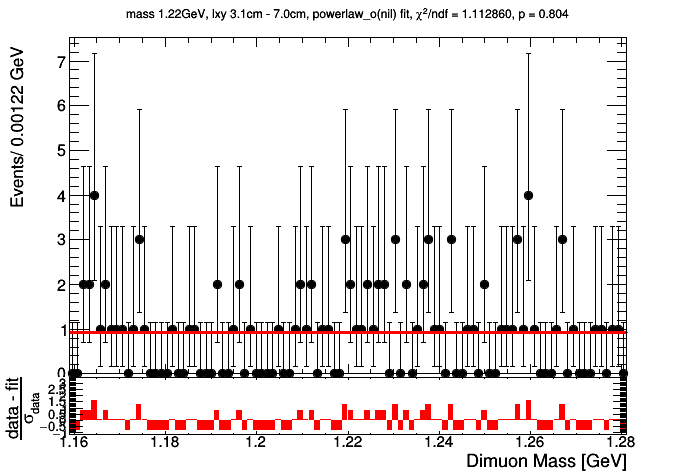 mass 1.22GeV, lxy 3.1cm - 7.0cm, powerlaw_o(nil) fit, χ²/ndf = 1.112860, p = 0.804
Events/ 0.00122 GeV
7
6
5
4
3
2
1
0
data - fit
σdata
1.16 1.18 1.2 1.22 1.24 1.26 1.28
Dimuon Mass [GeV]